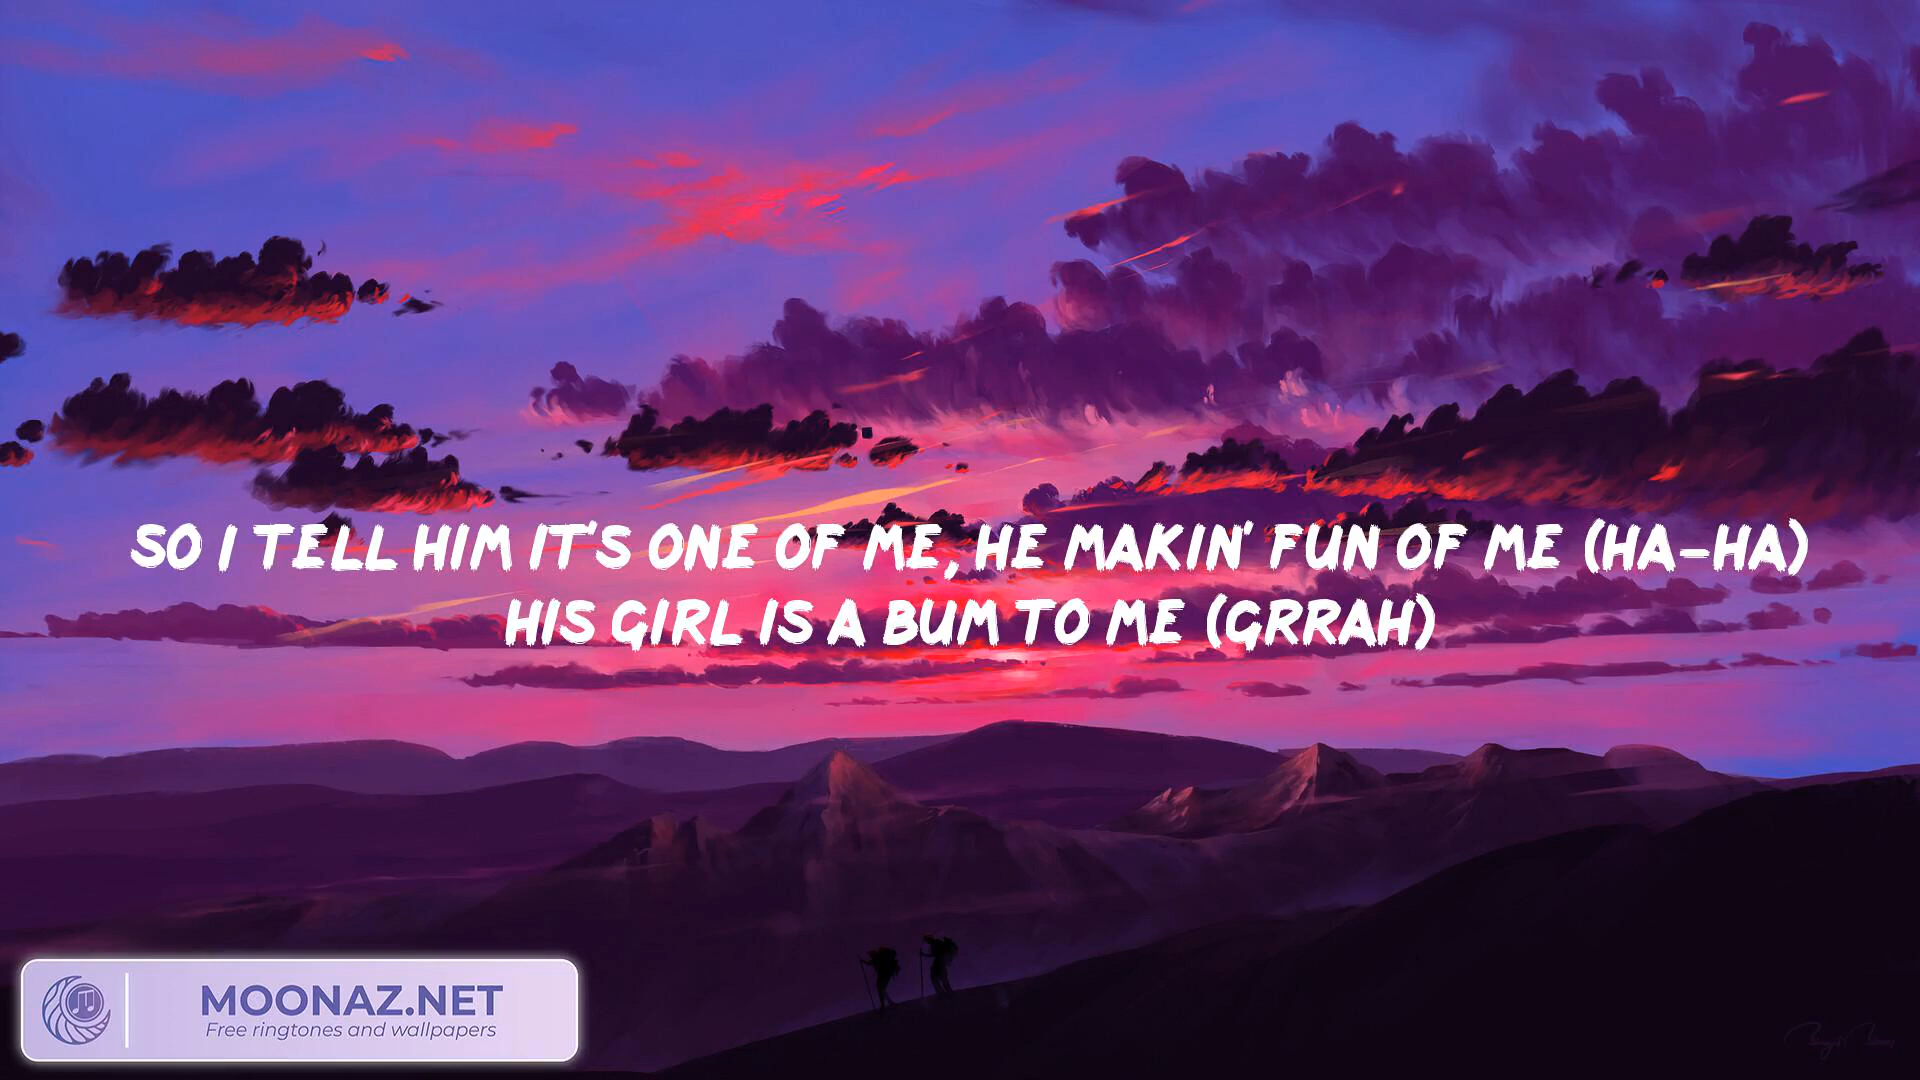 SO I TELL HIM IT'S ONE OF ME, HE MAKIN' FUN OF ME (HA-HA)
HIS GIRL IS A BUM TO ME (GRRAH)
MOONAZ.NET
Free ringtones and wallpapers